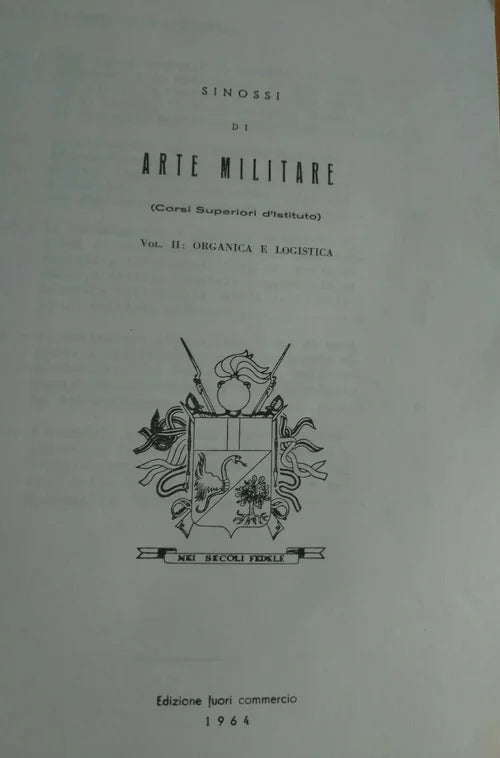 SINOSSI
DI
ARTE MILITARE
(Corsi Superiori d'Istituto)
VOL. II: ORGANICA E LOGISTICA
NEI SECOLI FEDELE
Edizione fuori commercio
1964